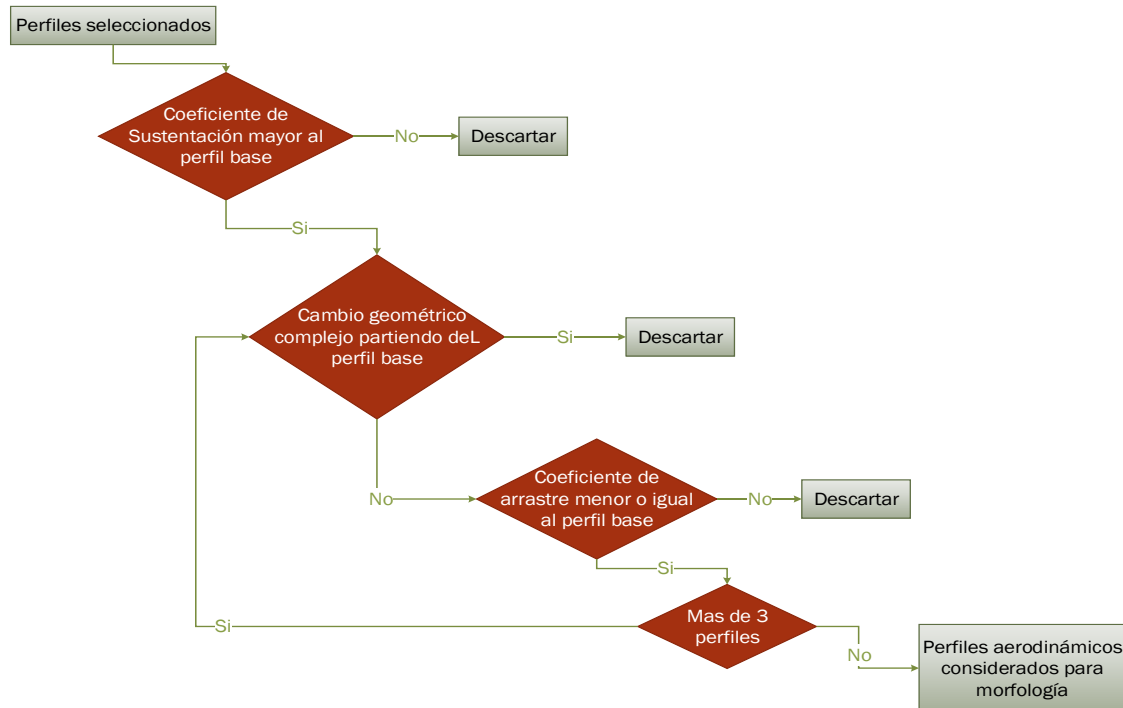 Perfiles seleccionados
Coeficiente de
Sustentación mayor al
perfil base
No
Descartar
Si
Cambio geométrico
complejo partiendo deL
perfil base
Si
Descartar
No
Coeficiente de
arrastre menor o igual
al perfil base
No
Descartar
Si
Mas de 3
perfiles
Si
No
Perfiles aerodinámicos
considerados para
morfología